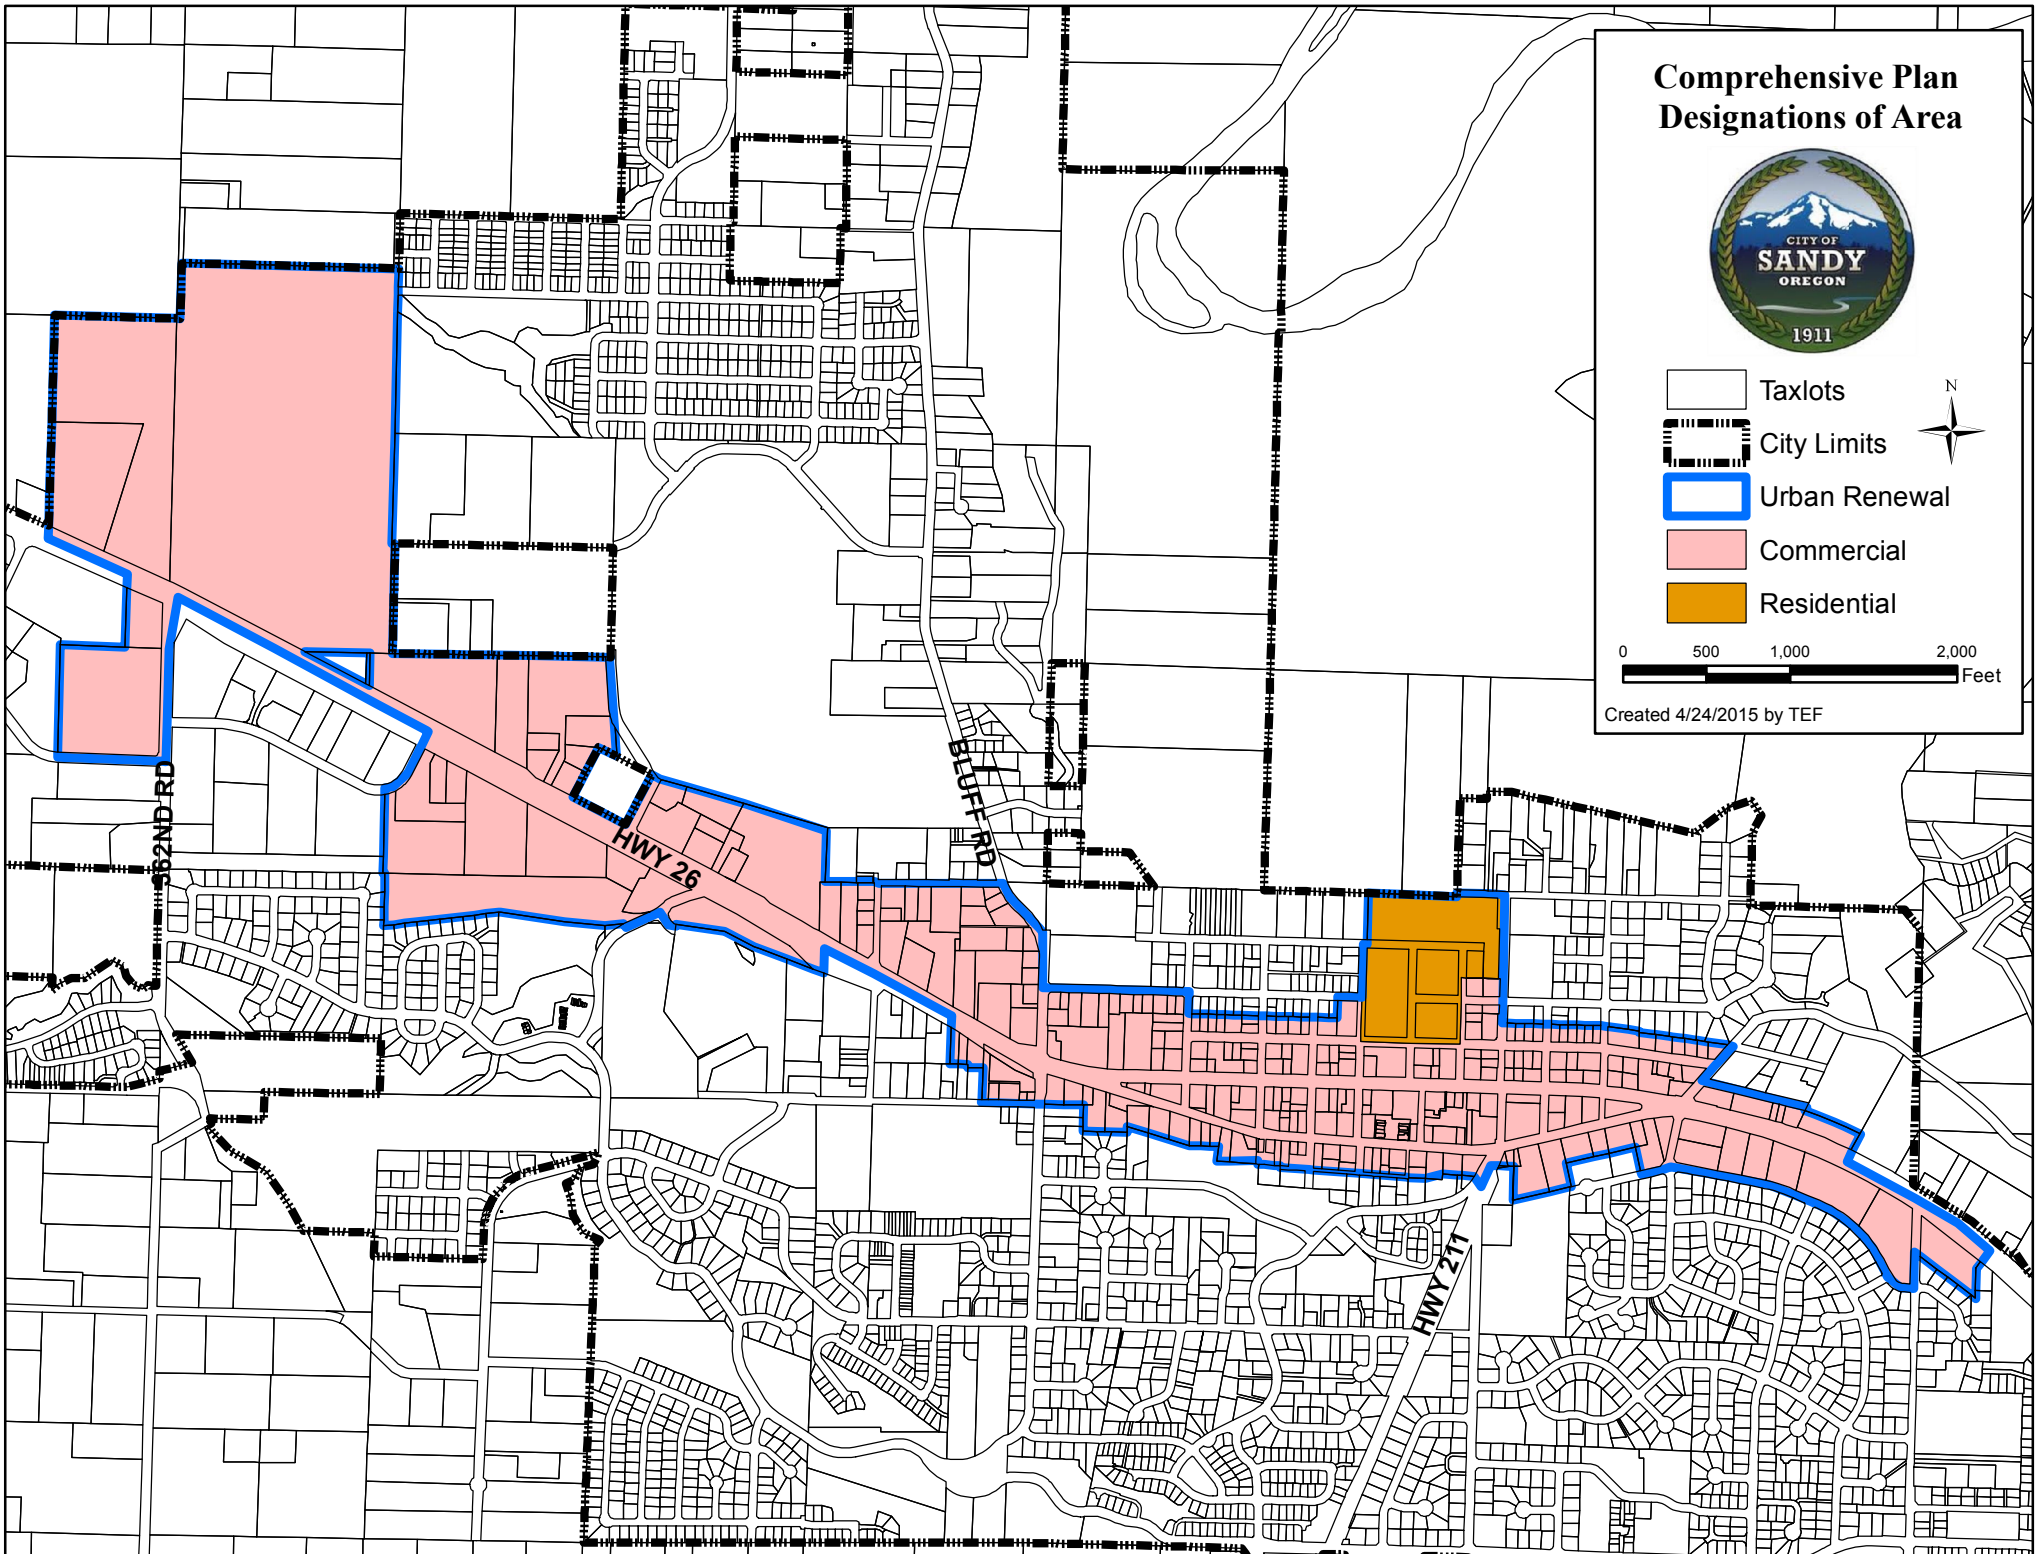 Comprehensive Plan
Designations of Area
CITY OF
SANDY
OREGON
1911
Taxlots
N
City Limits
Urban Renewal
Commercial
Residential
0 500 1,000 2,000
Feet
Created 4/24/2015 by TEF
362ND RD
HWY 26
BLUFF RD
HWY 211